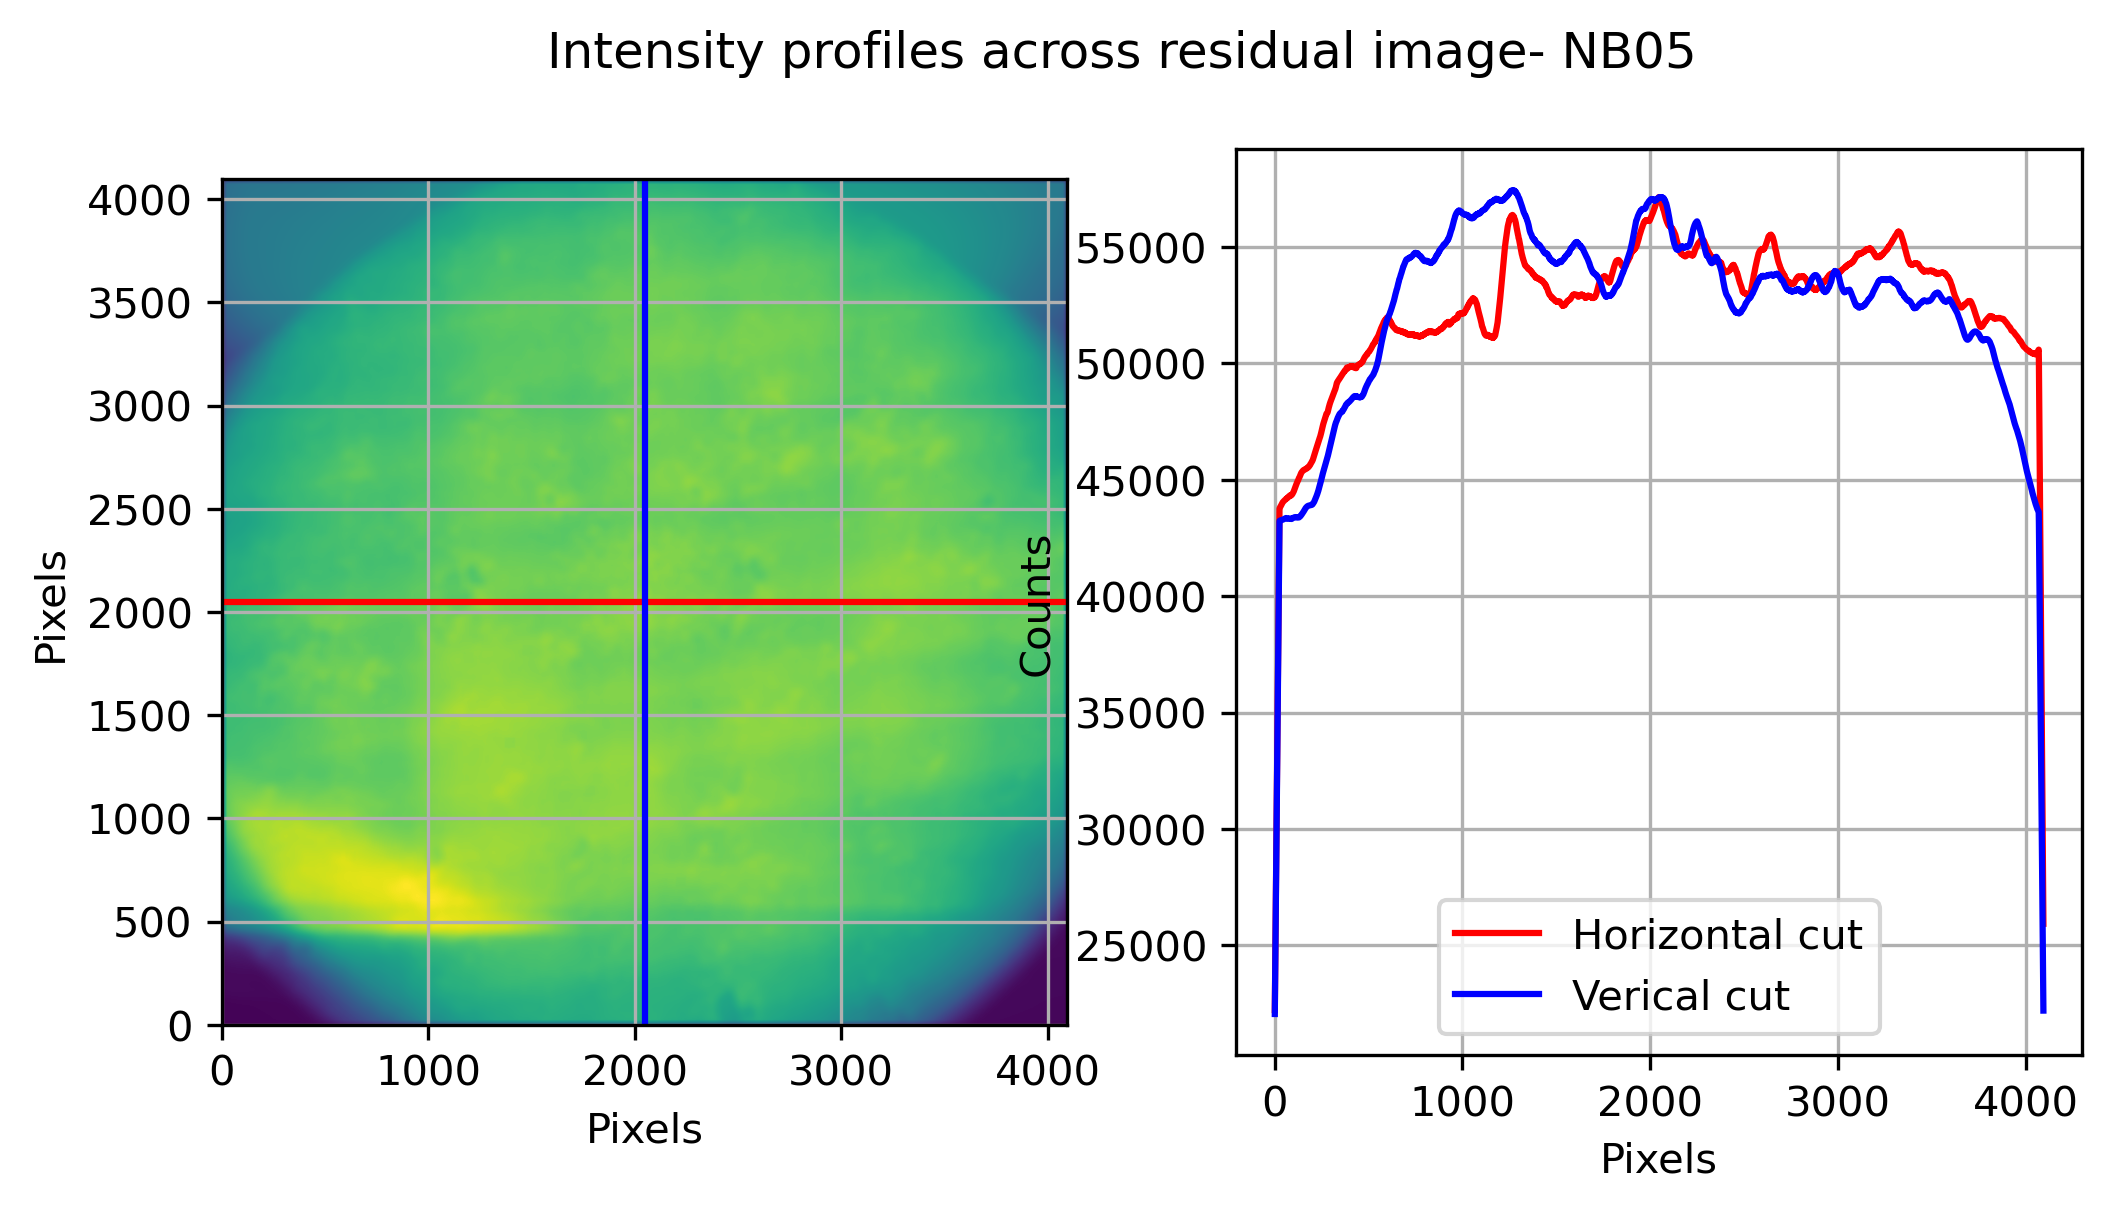 Intensity profiles across residual image- NB05
4000
3500
3000
2500
2000
1500
1000
500
0
Pixels
0 1000 2000 3000 4000
Pixels
55000
50000
45000
40000
35000
30000
25000
Counts
Horizontal cut
Verical cut
0 1000 2000 3000 4000
Pixels